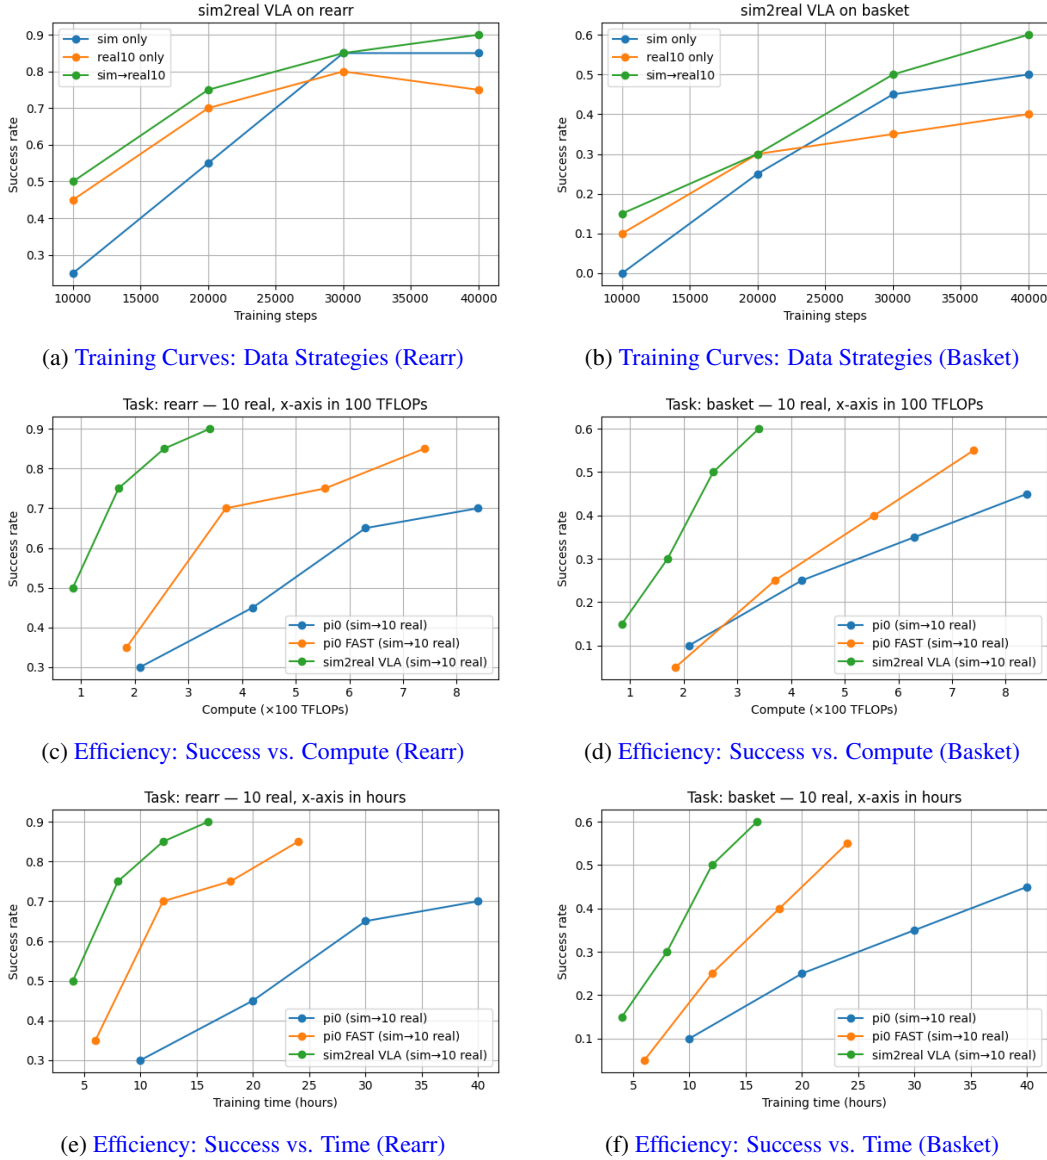 sim2real VLA on rearr
0.9
0.8
0.7
0.6
0.5
0.4
0.3
Success rate
sim only
real10 only
sim→real10
10000 15000 20000 25000 30000 35000 40000
Training steps
(a) Training Curves: Data Strategies (Rearr)
sim2real VLA on basket
0.6
0.5
0.4
0.3
0.2
0.1
0.0
Success rate
sim only
real10 only
sim→real10
10000 15000 20000 25000 30000 35000 40000
Training steps
(b) Training Curves: Data Strategies (Basket)
Task: rearr — 10 real, x-axis in 100 TFLOPs
0.9
0.8
0.7
0.6
0.5
0.4
0.3
Success rate
pi0 (sim→10 real)
pi0 FAST (sim→10 real)
sim2real VLA (sim→10 real)
1 2 3 4 5 6 7 8
Compute (×100 TFLOPs)
(c) Efficiency: Success vs. Compute (Rearr)
Task: basket — 10 real, x-axis in 100 TFLOPs
0.6
0.5
0.4
0.3
0.2
0.1
Success rate
pi0 (sim→10 real)
pi0 FAST (sim→10 real)
sim2real VLA (sim→10 real)
1 2 3 4 5 6 7 8
Compute (×100 TFLOPs)
(d) Efficiency: Success vs. Compute (Basket)
Task: rearr — 10 real, x-axis in hours
0.9
0.8
0.7
0.6
0.5
0.4
0.3
Success rate
pi0 (sim→10 real)
pi0 FAST (sim→10 real)
sim2real VLA (sim→10 real)
5 10 15 20 25 30 35 40
Training time (hours)
(e) Efficiency: Success vs. Time (Rearr)
Task: basket — 10 real, x-axis in hours
0.6
0.5
0.4
0.3
0.2
0.1
Success rate
pi0 (sim→10 real)
pi0 FAST (sim→10 real)
sim2real VLA (sim→10 real)
5 10 15 20 25 30 35 40
Training time (hours)
(f) Efficiency: Success vs. Time (Basket)